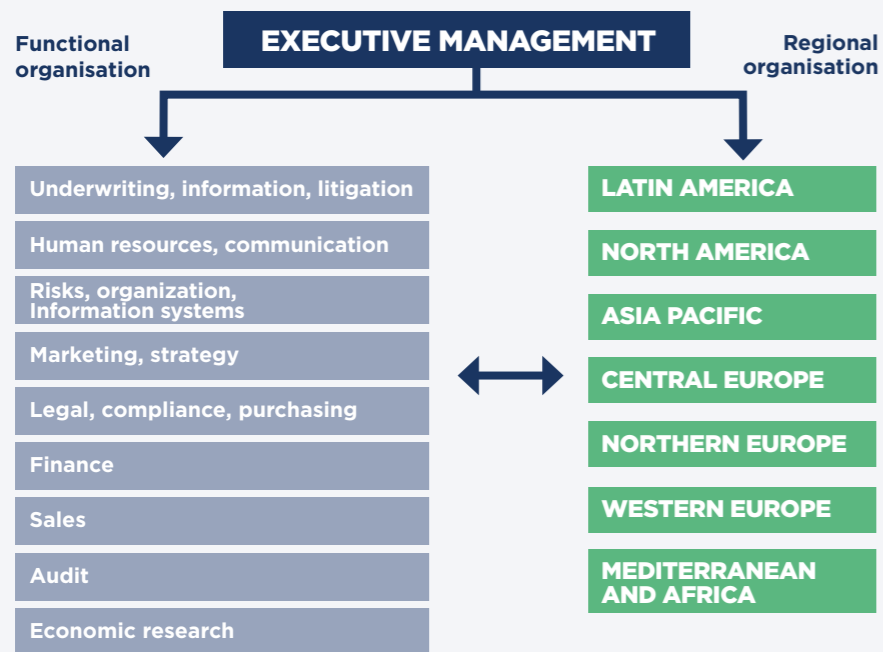 EXECUTIVE MANAGEMENT
Functional
organisation
Regional
organisation
Underwriting, information, litigation
Human resources, communication
Risks, organization,
Information systems
Marketing, strategy
Legal, compliance, purchasing
Finance
Sales
Audit
Economic research
LATIN AMERICA
NORTH AMERICA
ASIA PACIFIC
CENTRAL EUROPE
NORTHERN EUROPE
WESTERN EUROPE
MEDITERRANEAN
AND AFRICA